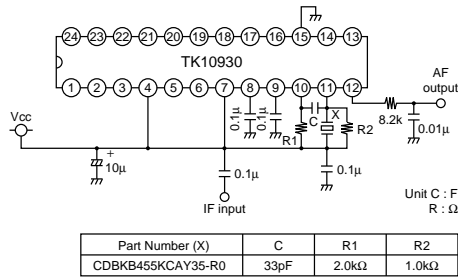 24 23 22 21 20 19 18 17 16 15 14 13
TK10930
1 2 3 4 5 6 7 8 9 10 11 12
AF
output
Vcc
0.1μ
0.1μ
C
X
R1
R2
8.2k
0.01μ
+
10μ
0.1μ
0.1μ
IF input
Unit C : F
R : Ω
Part Number (X) C R1 R2
CDBKB455KCAY35-R0 33pF 2.0kΩ 1.0kΩ